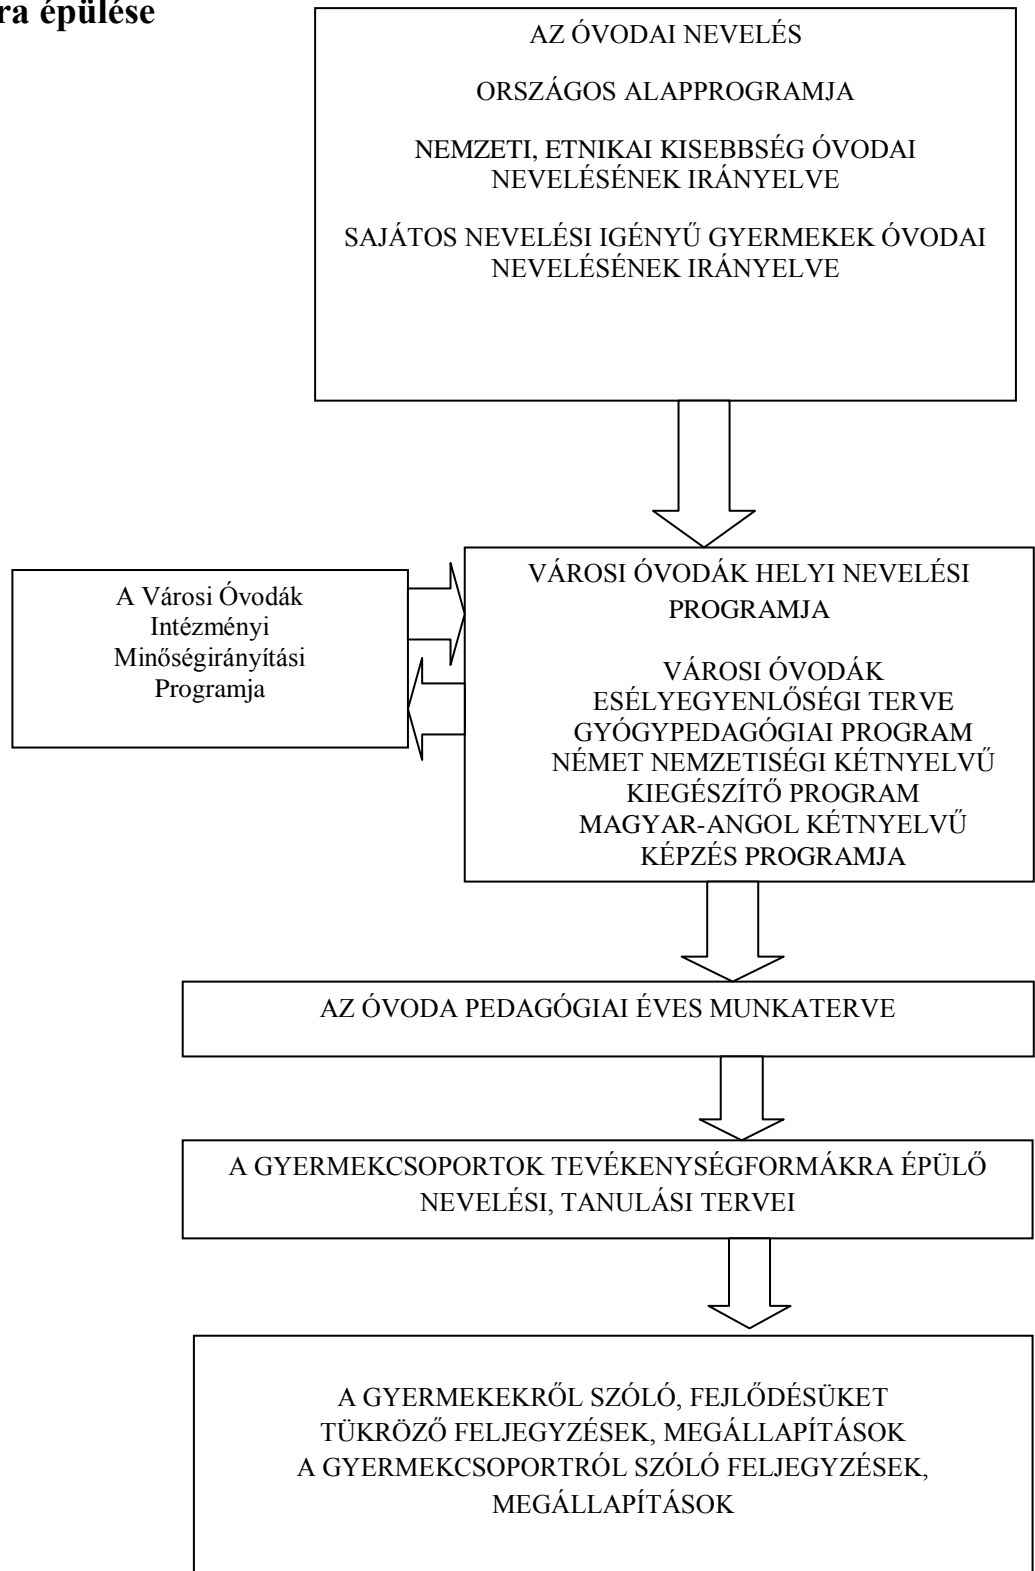 ra épülése
AZ ÓVODAI NEVELÉS
ORSZÁGOS ALAPPROGRAMJA
NEMZETI, ETNIKAI KISEBBSÉG ÓVODAI
NEVELÉSÉNEK IRÁNYELVE
SAJÁTOS NEVELÉSI IGÉNYŰ GYERMEKEK ÓVODAI
NEVELÉSÉNEK IRÁNYELVE
A Városi Óvodák
Intézményi
Minőségirányítási
Programja
VÁROSI ÓVODÁK HELYI NEVELÉSI
PROGRAMJA
VÁROSI ÓVODÁK
ESÉLYEGYENLŐSÉGI TERVE
GYÓGYPEDAGÓGIAI PROGRAM
NÉMET NEMZETISÉGI KÉTNYELVŰ
KIEGÉSZÍTŐ PROGRAM
MAGYAR-ANGOL KÉTNYELVŰ
KÉPZÉS PROGRAMJA
AZ ÓVODA PEDAGÓGIAI ÉVES MUNKATERVE
A GYERMEKCSOPORTOK TEVÉKENYSÉGFORMÁKRA ÉPÜLŐ
NEVELÉSI, TANULÁSI TERVEI
A GYERMEKEKRŐL SZÓLÓ, FEJLŐDÉSÜKET
TÜKRÖZŐ FELJEGYZÉSEK, MEGÁLLAPÍTÁSOK
A GYERMEKCSOPORTRÓL SZÓLÓ FELJEGYZÉSEK,
MEGÁLLAPÍTÁSOK